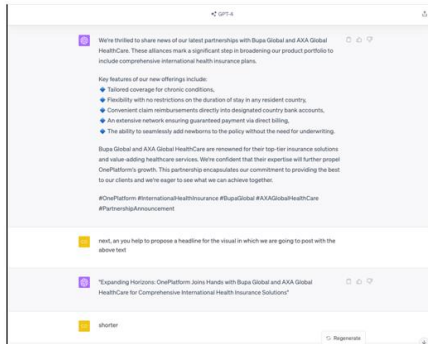 GPT-4
We're thrilled to share news of our latest partnerships with Bupa Global and AXA Global
HealthCare. These alliances mark a significant step in broadening our product portfolio to
include comprehensive international health insurance plans.
Key features of our new offerings include:
Tailored coverage for chronic conditions,
Flexibility with no restrictions on the duration of stay in any resident country,
Convenient claim reimbursements directly into designated country bank accounts,
An extensive network ensuring guaranteed payment via direct billing,
The ability to seamlessly add newborns to the policy without the need for underwriting.
Bupa Global and AXA Global HealthCare are renowned for their top-tier insurance solutions
and value-adding healthcare services. We're confident that their expertise will further propel
OnePlatform's growth. This partnership encapsulates our commitment to providing the best
to our clients and we're eager to see what we can achieve together.
#OnePlatform #InternationalHealthInsurance #BupaGlobal #AXAGlobalHealthCare
#PartnershipAnnouncement
next, an you help to propose a headline for the visual in which we are going to post with the
above text
"Expanding Horizons: OnePlatform Joins Hands with Bupa Global and AXA Global
HealthCare for Comprehensive International Health Insurance Solutions"
shorter
Regenerate